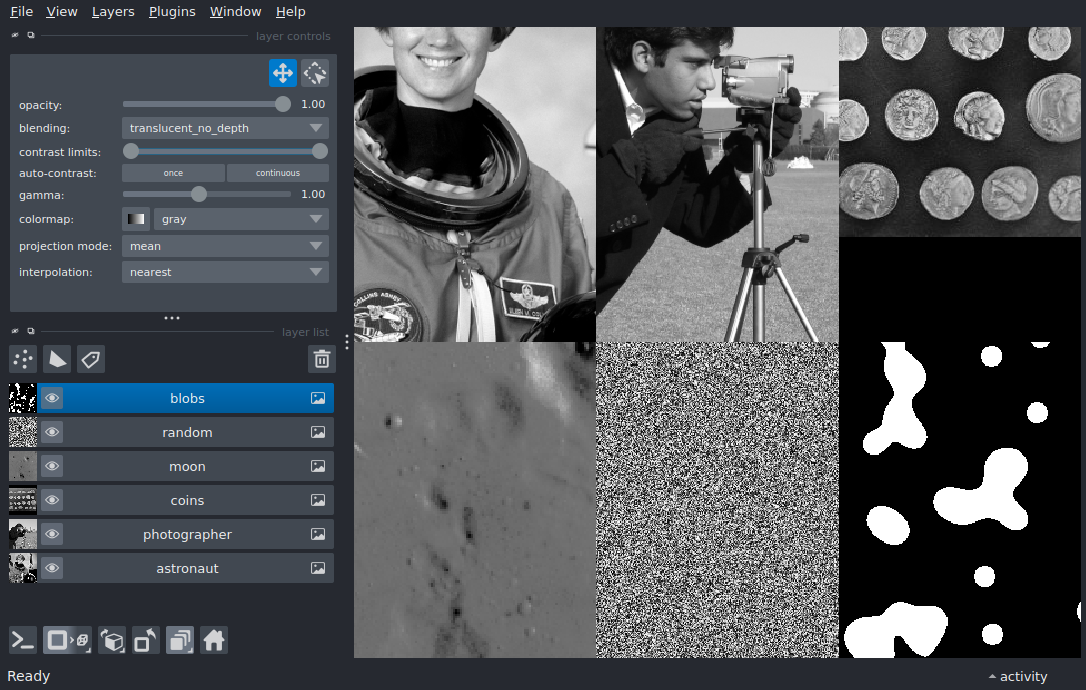 File View Layers Plugins Window Help
layer controls
opacity: 1.00
blending: translucent_no_depth
contrast limits:
auto-contrast: once continuous
gamma: 1.00
colormap: gray
projection mode: mean
interpolation: nearest
layer list
blobs
random
moon
coins
photographer
astronaut
Ready
activity